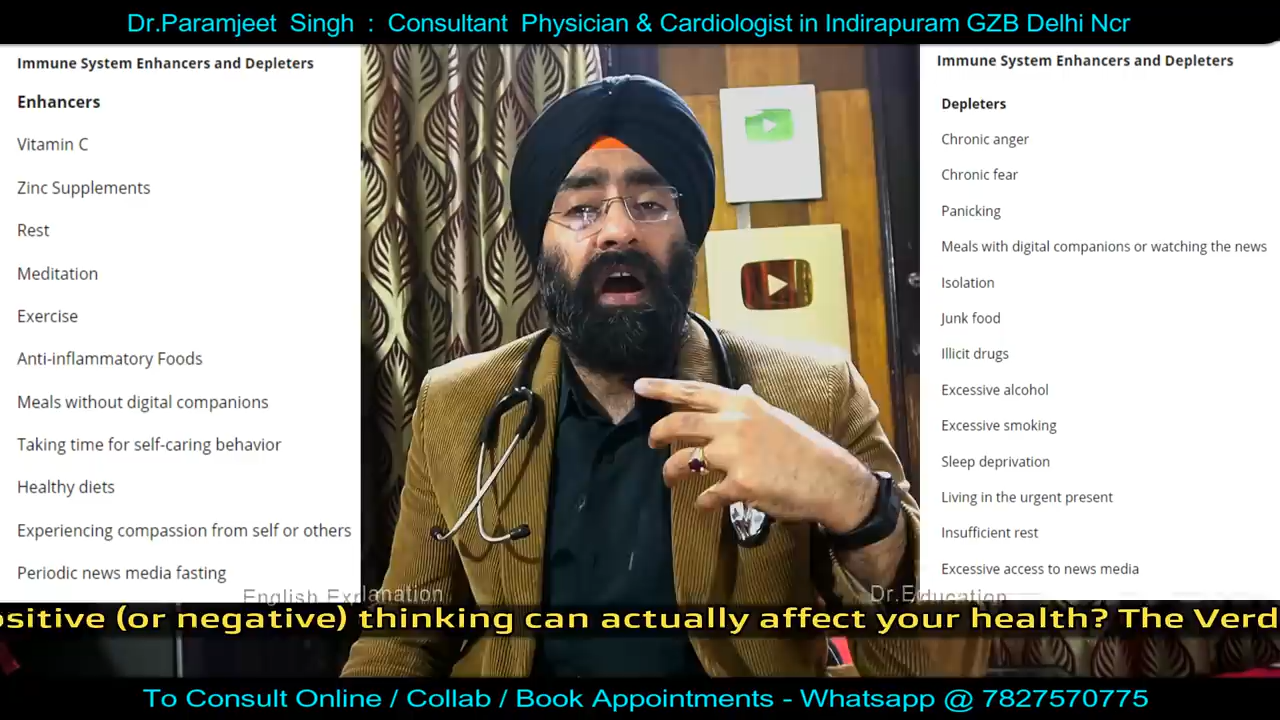 Dr.Paramjeet Singh : Consultant Physician & Cardiologist in Indirapuram GZB Delhi Ncr
Immune System Enhancers and Depleters
Enhancers
Vitamin C
Zinc Supplements
Rest
Meditation
Exercise
Anti-inflammatory Foods
Meals without digital companions
Taking time for self-caring behavior
Healthy diets
Experiencing compassion from self or others
Periodic news media fasting
Immune System Enhancers and Depleters
Depleters
Chronic anger
Chronic fear
Panicking
Meals with digital companions or watching the news
Isolation
Junk food
Illicit drugs
Excessive alcohol
Excessive smoking
Sleep deprivation
Living in the urgent present
Insufficient rest
Excessive access to news media
English Explanation
Dr.Education
ositive (or negative) thinking can actually affect your health? The Verd
To Consult Online / Collab / Book Appointments - Whatsapp @ 7827570775